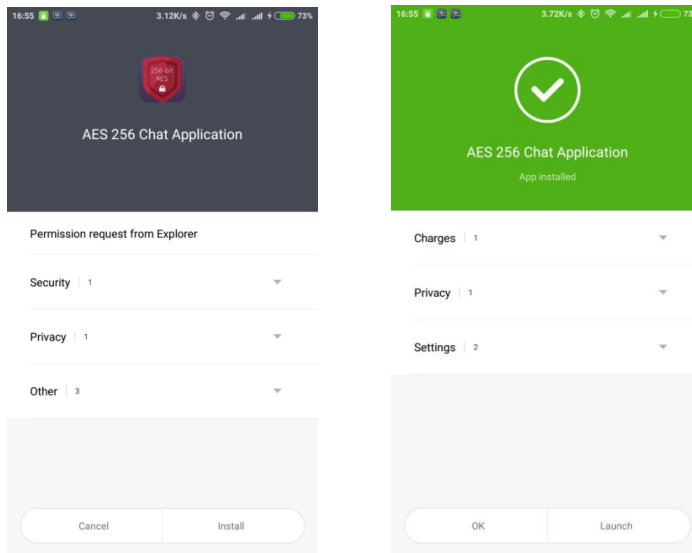 16:55 3.12K/s 73%
256-bit
AES
AES 256 Chat Application
Permission request from Explorer
Security 1
Privacy 1
Other 3
Cancel Install
16:55 3.72K/s 73
AES 256 Chat Application
App installed
Charges 1
Privacy 1
Settings 2
OK Launch